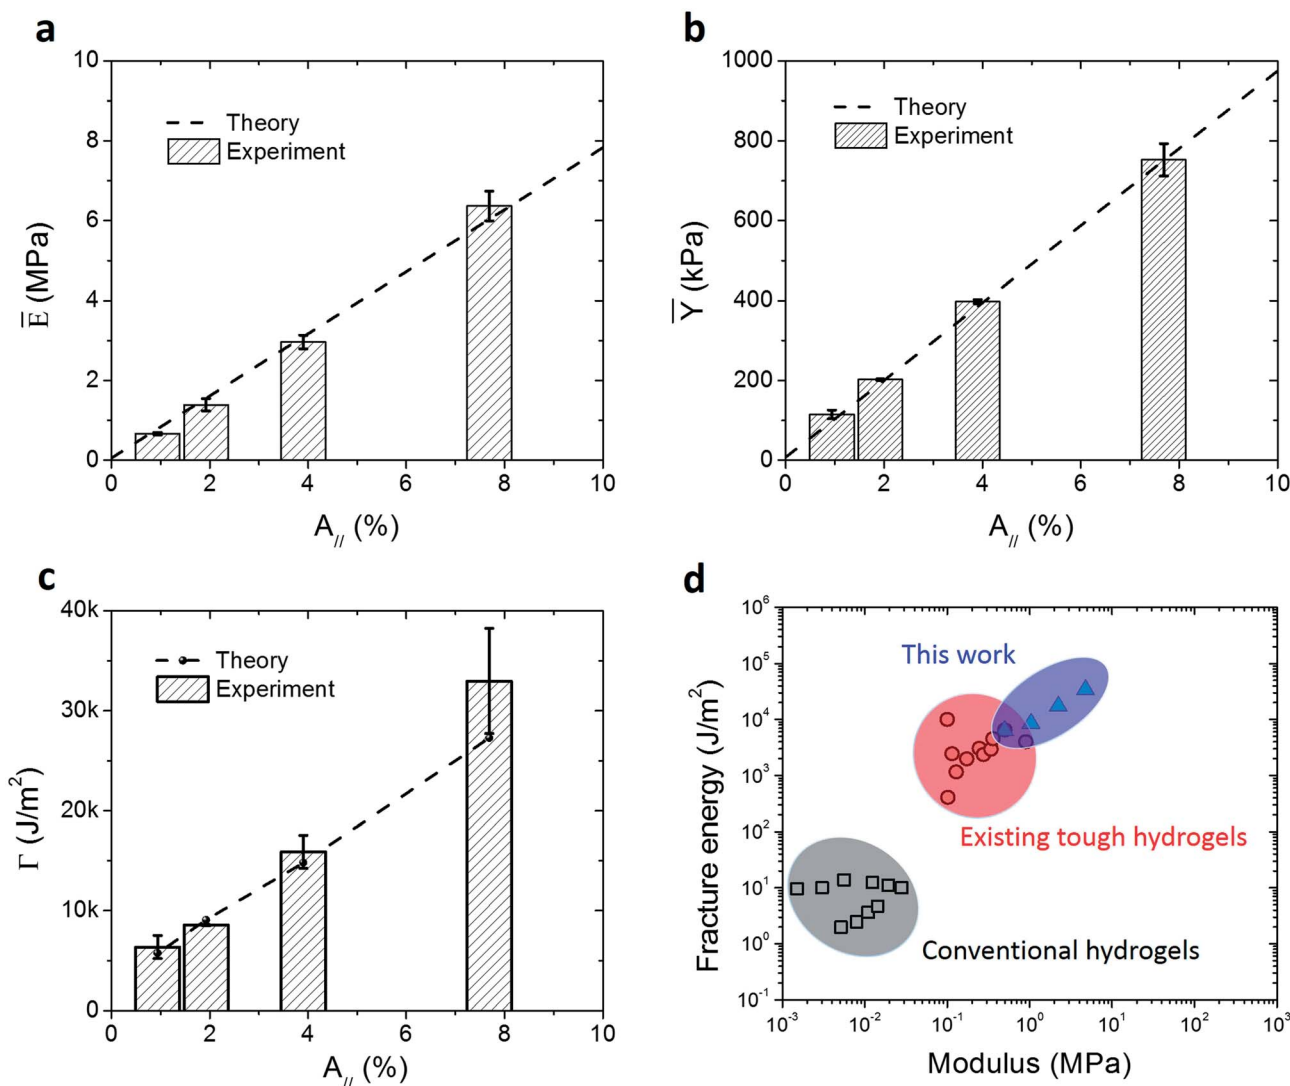 a
10
8
6
4
2
0
0 2 4 6 8 10
E̅ (MPa)
A// (%)
Theory
Experiment
b
1000
800
600
400
200
0
0 2 4 6 8 10
Y̅ (kPa)
A// (%)
Theory
Experiment
c
40k
30k
20k
10k
0
0 2 4 6 8 10
Γ (J/m²)
A// (%)
Theory
Experiment
d
10⁶
10⁵
10⁴
10³
10²
10¹
10⁰
10⁻¹
10⁻³ 10⁻² 10⁻¹ 10⁰ 10¹ 10² 10³
Fracture energy (J/m²)
Modulus (MPa)
This work
Existing tough hydrogels
Conventional hydrogels